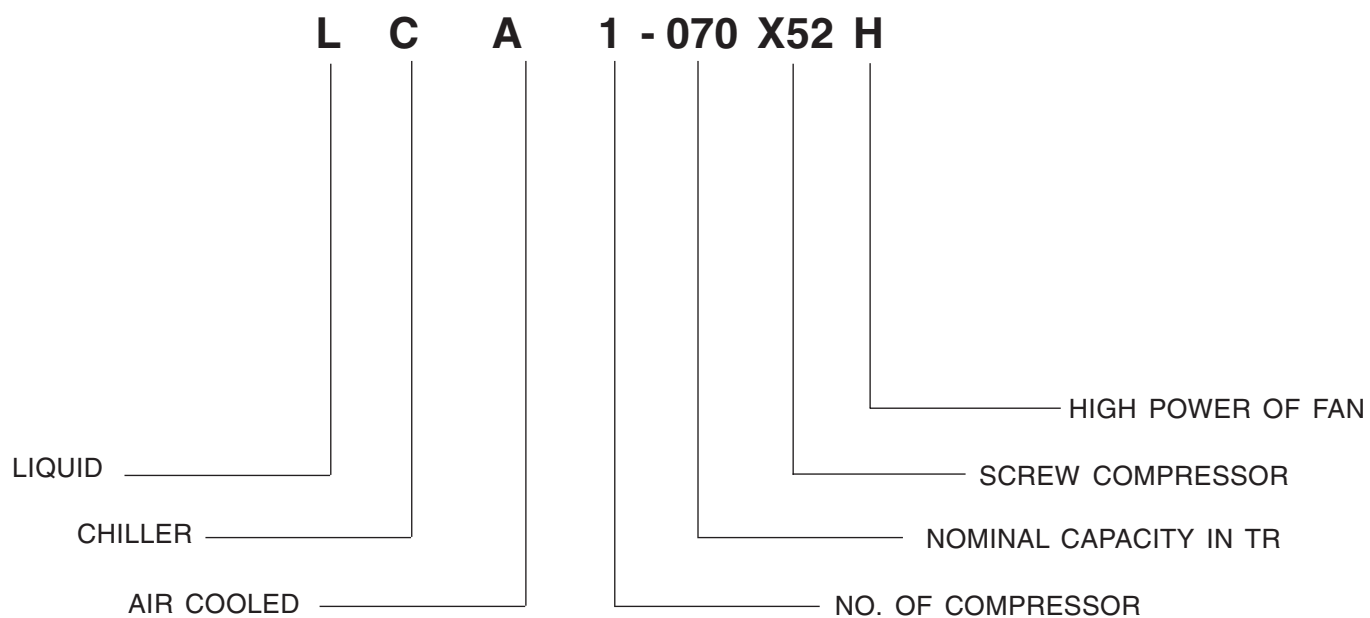 L C A 1 - 070 X52 H
HIGH POWER OF FAN
LIQUID
SCREW COMPRESSOR
CHILLER
NOMINAL CAPACITY IN TR
AIR COOLED
NO. OF COMPRESSOR